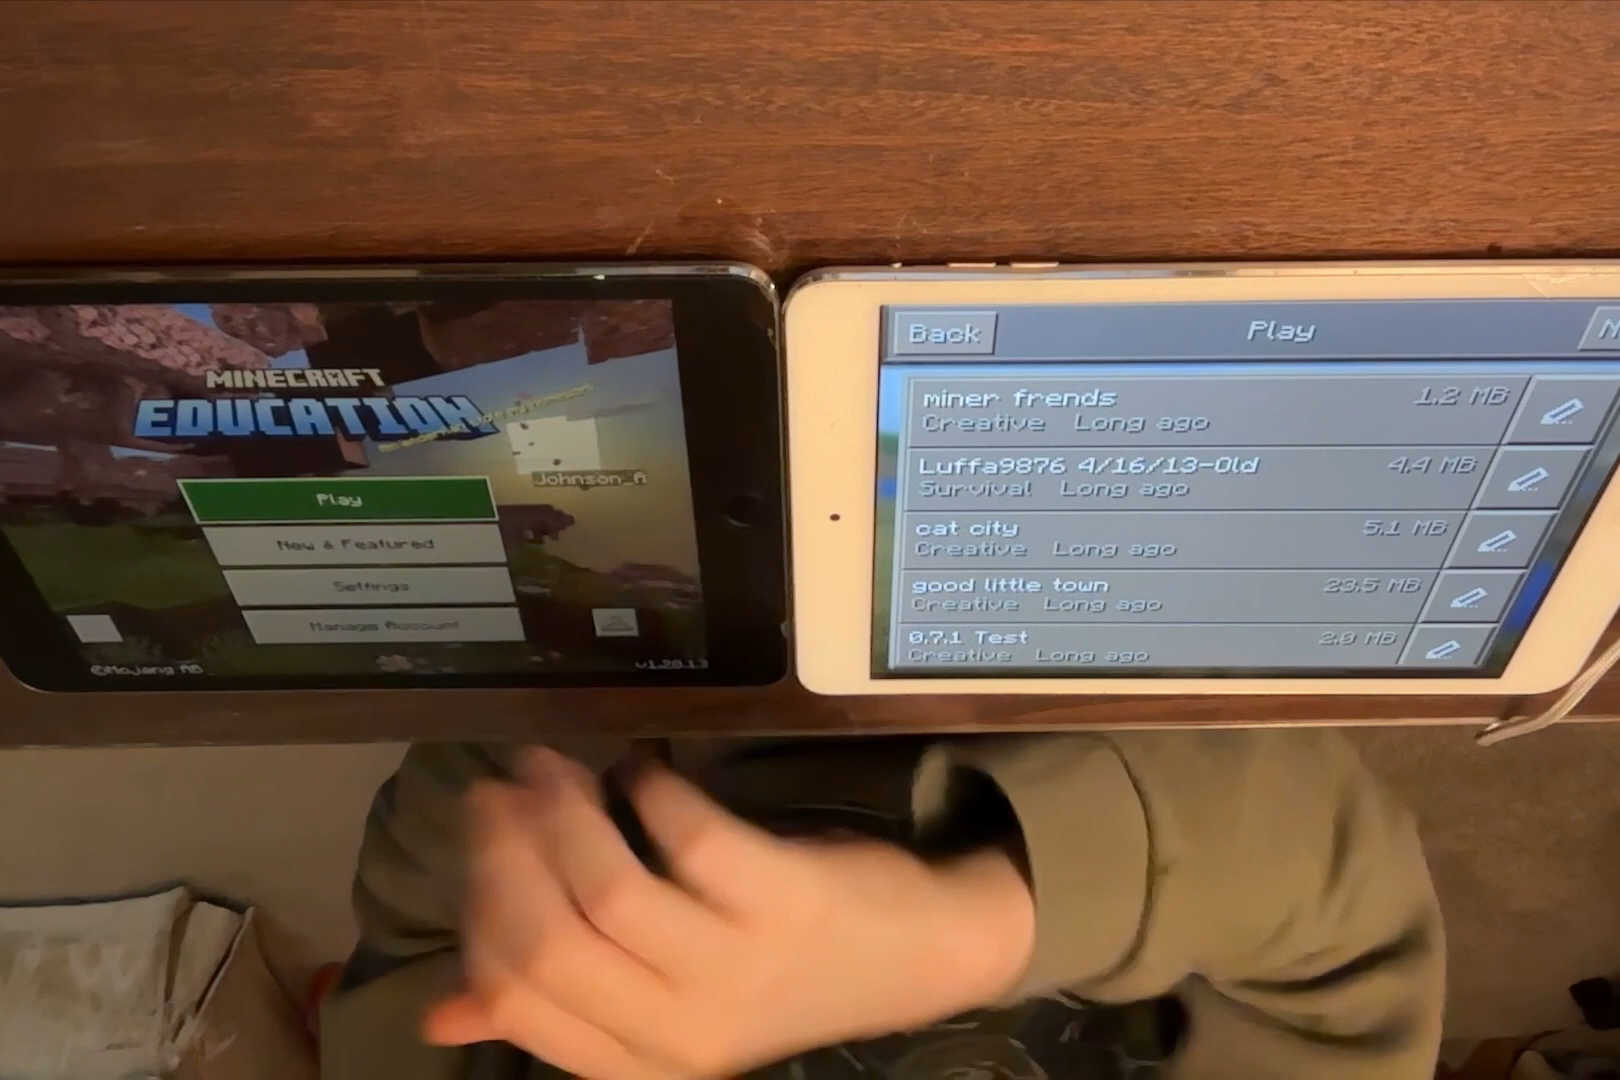 MINECRAFT
EDUCATION
Johnson_A
Play
New & Featured
Settings
Manage Account
©Mojang AB
v1.20.13
Back
Play
miner frends
1.2 MB
Creative Long ago
Luffa9876 4/16/13-Old
4.4 MB
Survival Long ago
cat city
5.1 MB
Creative Long ago
good little town
23.5 MB
Creative Long ago
0.7.1 Test
2.0 MB
Creative Long ago